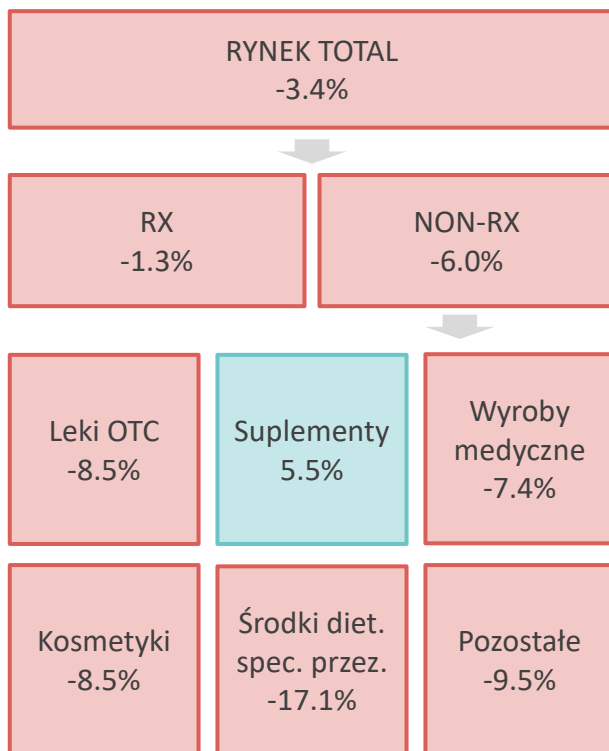 RYNEK TOTAL
-3.4%
RX
-1.3%
NON-RX
-6.0%
Leki OTC
-8.5%
Suplementy
5.5%
Wyroby
medyczne
-7.4%
Kosmetyki
-8.5%
Środki diet.
spec. przez.
-17.1%
Pozostałe
-9.5%